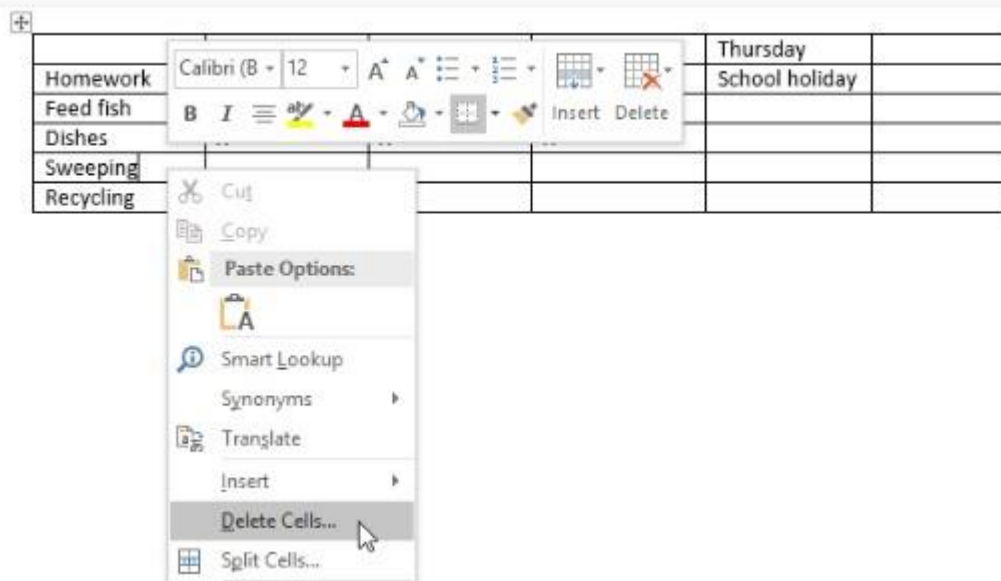 Thursday
Calibri (B 12
Homework
School holiday
Feed fish
B I Insert Delete
Dishes
Sweeping
Cut
Recycling
Copy
Paste Options:
A
Smart Lookup
Synonyms
Translate
Insert
Delete Cells...
Split Cells...